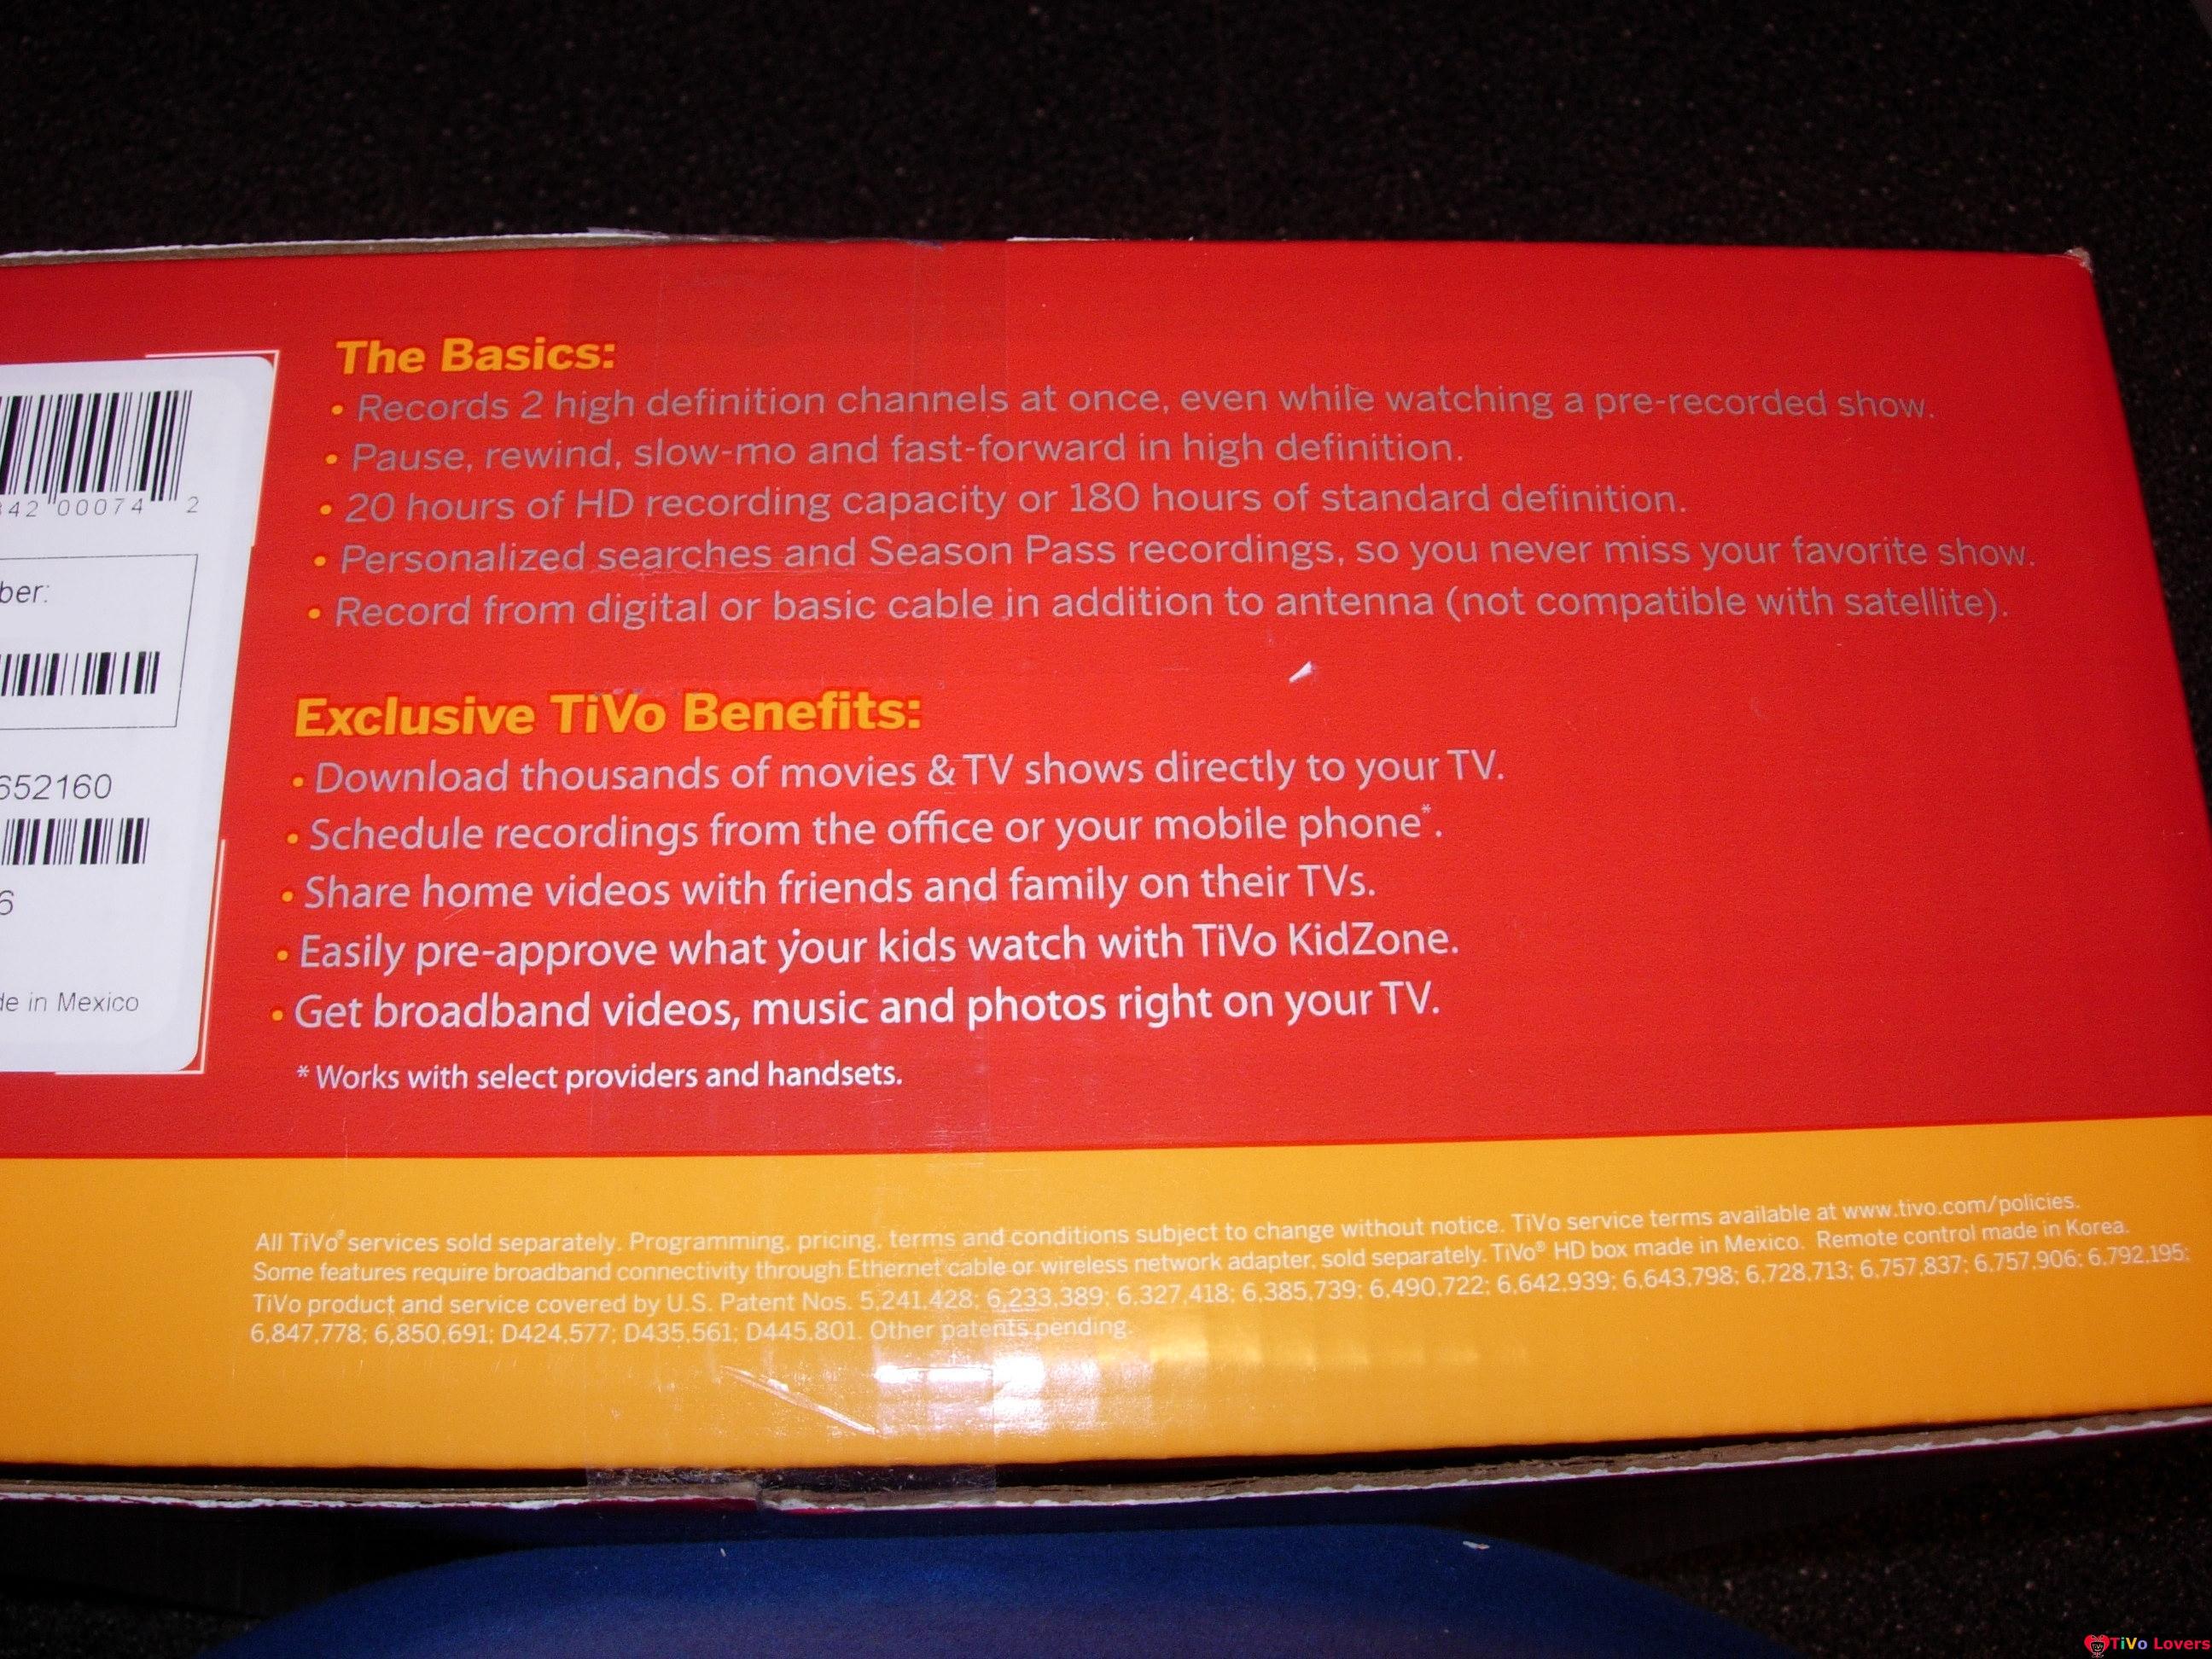 The Basics:
• Records 2 high definition channels at once, even while watching a pre-recorded show.
• Pause, rewind, slow-mo and fast-forward in high definition.
• 20 hours of HD recording capacity or 180 hours of standard definition.
• Personalized searches and Season Pass recordings, so you never miss your favorite show.
• Record from digital or basic cable in addition to antenna (not compatible with satellite).
Exclusive TiVo Benefits:
• Download thousands of movies & TV shows directly to your TV.
• Schedule recordings from the office or your mobile phone*.
• Share home videos with friends and family on their TVs.
• Easily pre-approve what your kids watch with TiVo KidZone.
• Get broadband videos, music and photos right on your TV.
* Works with select providers and handsets.
42 00074 2
ber:
652160
6
de in Mexico
All TiVo® services sold separately. Programming, pricing, terms and conditions subject to change without notice. TiVo service terms available at www.tivo.com/policies.
Some features require broadband connectivity through Ethernet cable or wireless network adapter, sold separately. TiVo® HD box made in Mexico. Remote control made in Korea.
TiVo product and service covered by U.S. Patent Nos. 5,241,428; 6,233,389; 6,327,418; 6,385,739; 6,490,722; 6,642,939; 6,643,798; 6,728,713; 6,757,837; 6,757,906; 6,792,195;
6,847,778; 6,850,691; D424,577; D435,561; D445,801. Other patents pending.
TiVo Lovers